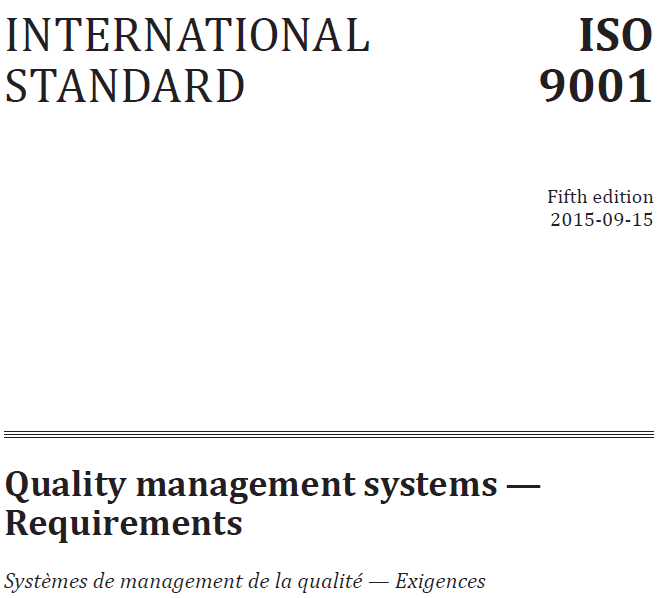 INTERNATIONAL
STANDARD
ISO
9001
Fifth edition
2015-09-15
Quality management systems —
Requirements
Systèmes de management de la qualité — Exigences